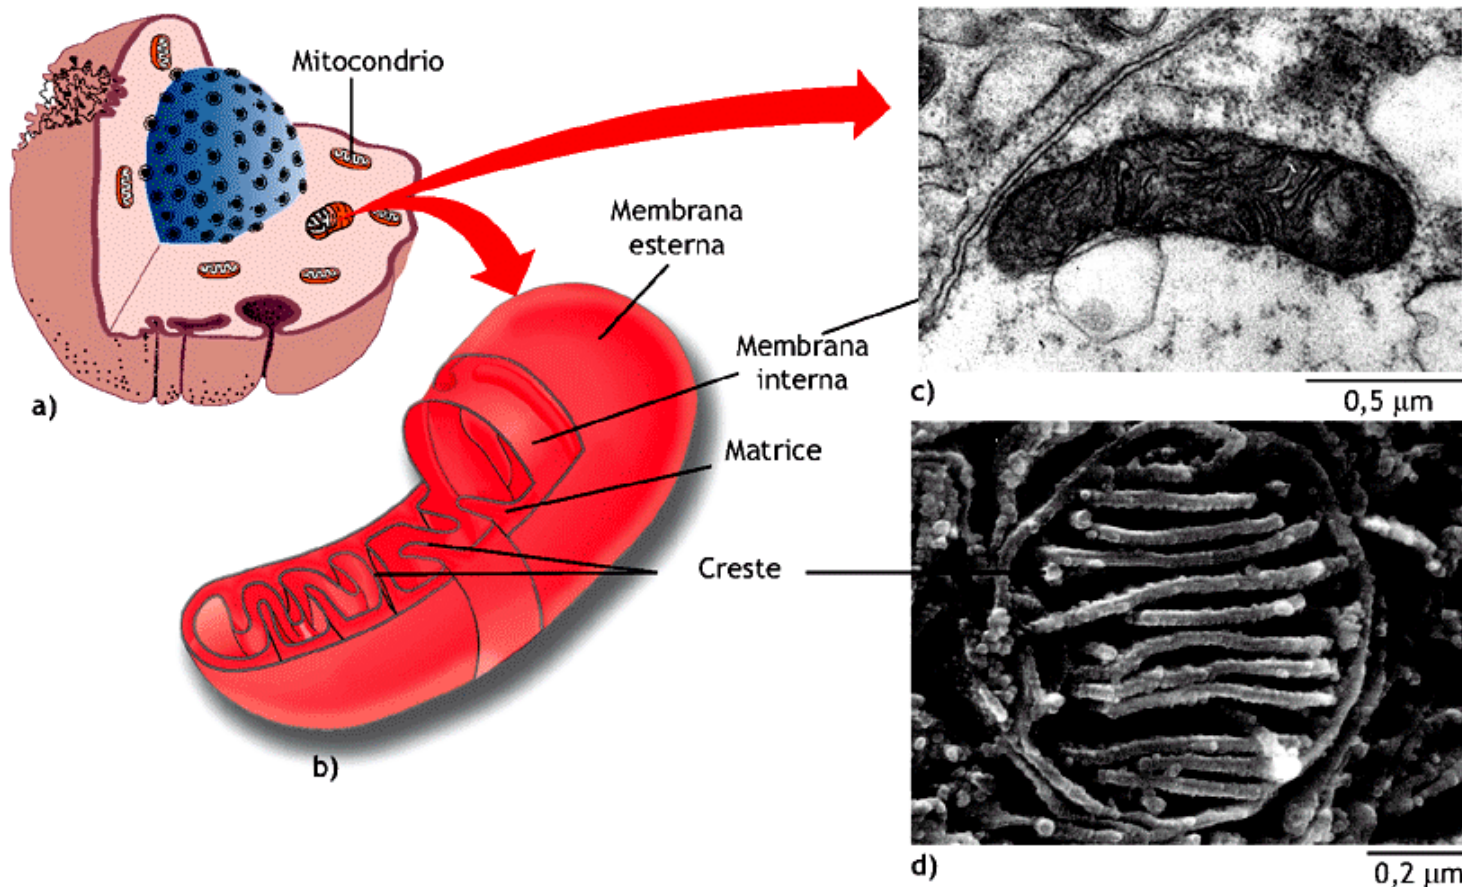 Mitocondrio
a)
Membrana
esterna
Membrana
interna
Matrice
Creste
b)
c)
0,5 μm
d)
0,2 μm